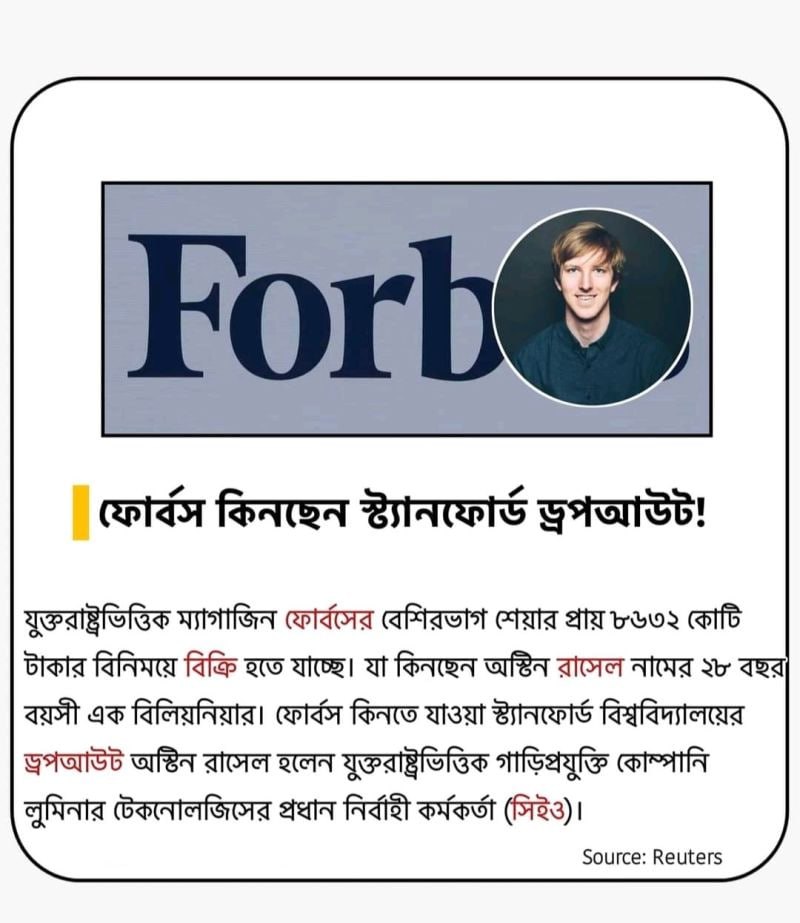 Forb
ফোর্বস কিনছেন স্ট্যানফোর্ড ড্রপআউট!
যুক্তরাষ্ট্রভিত্তিক ম্যাগাজিন ফোর্বসের বেশিরভাগ শেয়ার প্রায় ৮৬৩২ কোটি
টাকার বিনিময়ে বিক্রি হতে যাচ্ছে। যা কিনছেন অস্টিন রাসেল নামের ২৮ বছর
বয়সী এক বিলিয়নিয়ার। ফোর্বস কিনতে যাওয়া স্ট্যানফোর্ড বিশ্ববিদ্যালয়ের
ড্রপআউট অস্টিন রাসেল হলেন যুক্তরাষ্ট্রভিত্তিক গাড়িপ্রযুক্তি কোম্পানি
লুমিনার টেকনোলজিসের প্রধান নির্বাহী কর্মকর্তা (সিইও)।
Source: Reuters